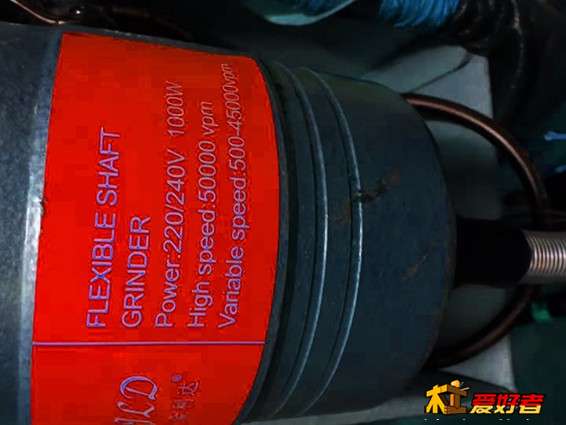 FLEXIBLE SHAFT
GRINDER
Power:220/240V 1000W
High speed:50000 vpm
Variable speed:500-45000vpm
爱好者